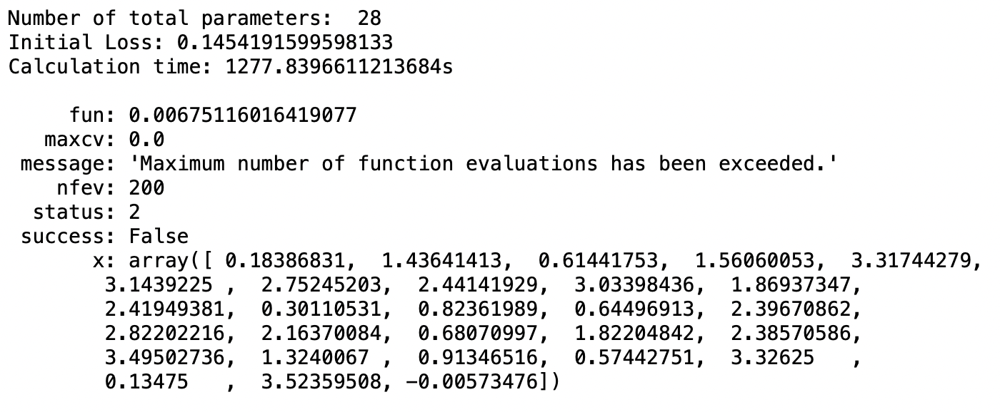 Number of total parameters:  28
Initial Loss: 0.1454191599598133
Calculation time: 1277.8396611213684s

     fun: 0.00675116016419077
   maxcv: 0.0
 message: 'Maximum number of function evaluations has been exceeded.'
    nfev: 200
  status: 2
 success: False
       x: array([ 0.18386831,  1.43641413,  0.61441753,  1.56060053,  3.31744279,
        3.1439225 ,  2.75245203,  2.44141929,  3.03398436,  1.86937347,
        2.41949381,  0.30110531,  0.82361989,  0.64496913,  2.39670862,
        2.82202216,  2.16370084,  0.68070997,  1.82204842,  2.38570586,
        3.49502736,  1.3240067 ,  0.91346516,  0.57442751,  3.32625   ,
        0.13475   ,  3.52359508, -0.00573476])